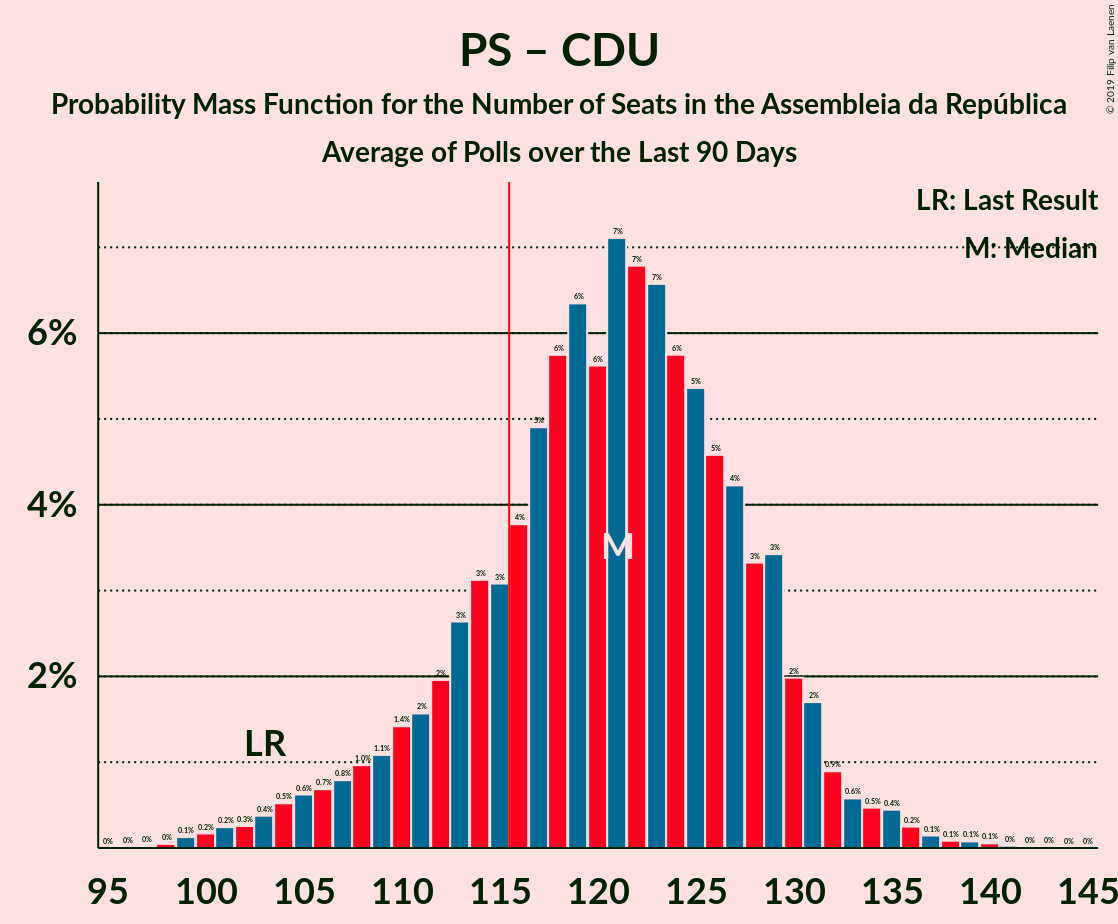 PS – CDU
Probability Mass Function for the Number of Seats in the Assembleia da República
Average of Polls over the Last 90 Days
© 2019 Filip van Laenen
LR: Last Result
M: Median
6%
4%
2%
LR
M
0% 0% 0% 0% 0.1% 0.2% 0.2% 0.3% 0.4% 0.5% 0.6% 0.7% 0.8% 1.0% 1.1% 1.4% 2% 2% 3% 3% 3% 4% 5% 6% 6% 6% 7% 7% 7% 6% 5% 5% 4% 3% 3% 2% 2% 0.9% 0.6% 0.5% 0.4% 0.2% 0.1% 0.1% 0.1% 0.1% 0% 0% 0% 0% 0%
95 100 105 110 115 120 125 130 135 140 145